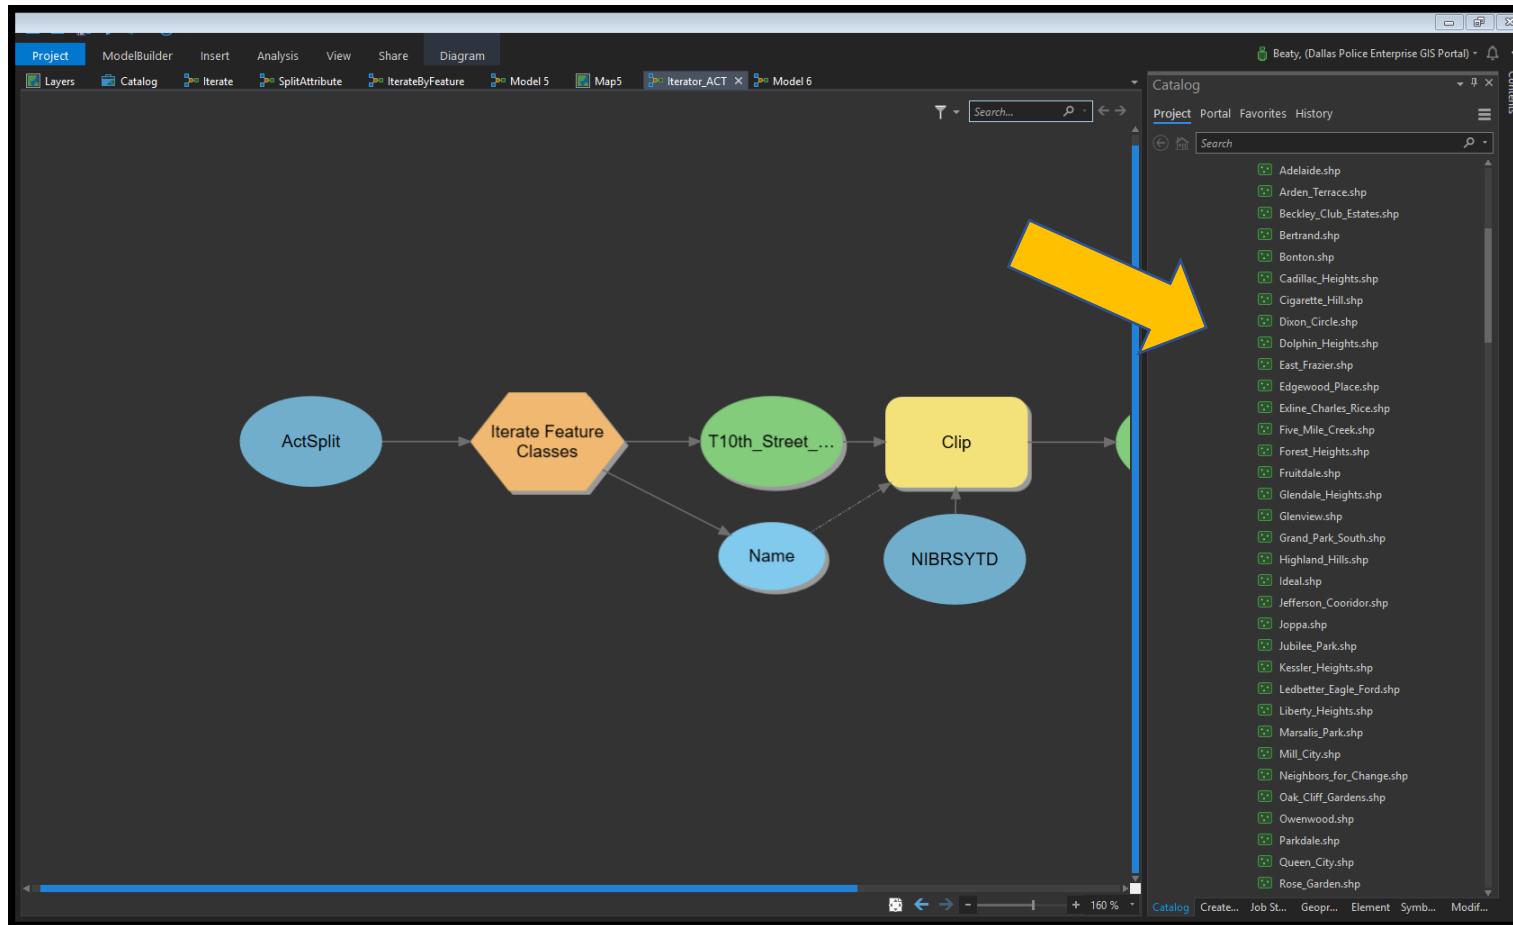 Project ModelBuilder Insert Analysis View Share Diagram
Beaty, (Dallas Police Enterprise GIS Portal)
Layers Catalog Iterate SplitAttribute IterateByFeature Model 5 Map5 Iterator_ACT Model 6
Search...
Catalog
Contents
Project Portal Favorites History
Search
Adelaide.shp
Arden_Terrace.shp
Beckley_Club_Estates.shp
Bertrand.shp
Bonton.shp
Cadillac_Heights.shp
Cigarette_Hill.shp
Dixon_Circle.shp
Dolphin_Heights.shp
East_Frazier.shp
Edgewood_Place.shp
Exline_Charles_Rice.shp
Five_Mile_Creek.shp
Forest_Heights.shp
Fruitdale.shp
Glendale_Heights.shp
Glenview.shp
Grand_Park_South.shp
Highland_Hills.shp
Ideal.shp
Jefferson_Cooridor.shp
Joppa.shp
Jubilee_Park.shp
Kessler_Heights.shp
Ledbetter_Eagle_Ford.shp
Liberty_Heights.shp
Marsalis_Park.shp
Mill_City.shp
Neighbors_for_Change.shp
Oak_Cliff_Gardens.shp
Owenwood.shp
Parkdale.shp
Queen_City.shp
Rose_Garden.shp
ActSplit
Iterate Feature
Classes
T10th_Street_...
Clip
Name
NIBRSYTD
160 %
Catalog Create... Job St... Geopr... Element Symb... Modif...